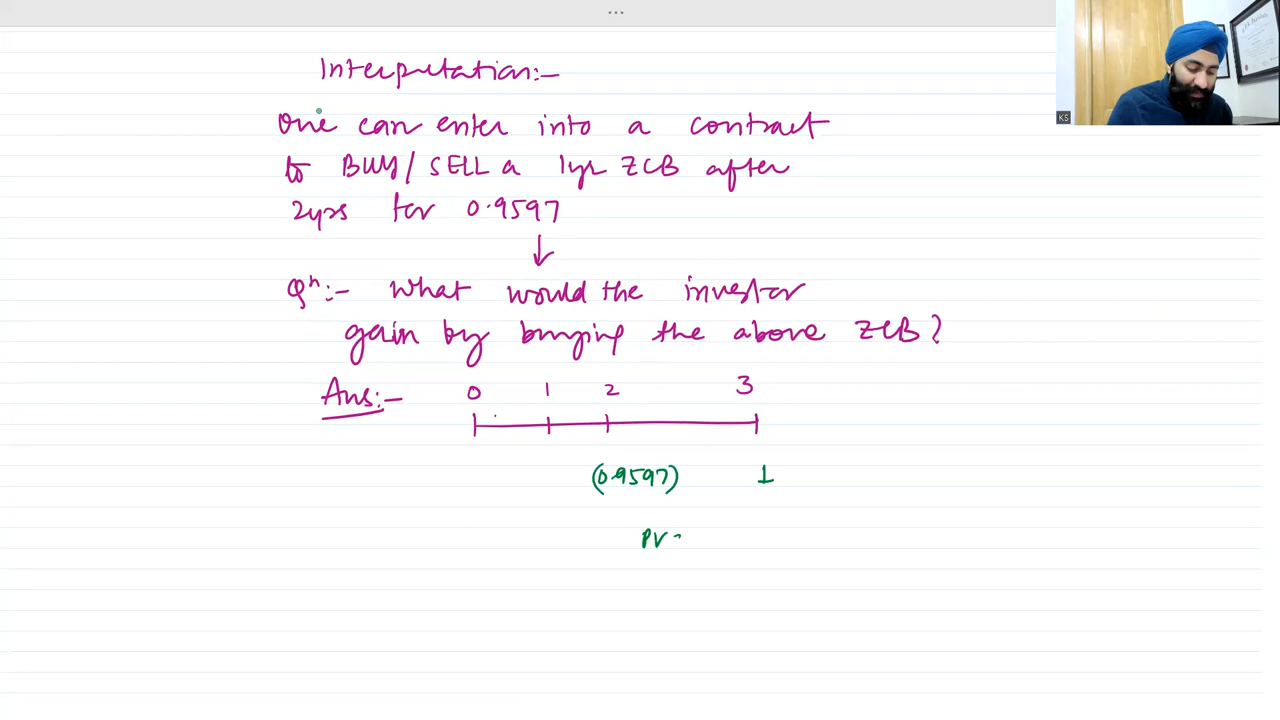 Interpretation:-
One can enter into a contract
to BUY/SELL a 1yr ZCB after
2yrs for 0.9597
Qn:- What would the investor
gain by buying the above ZCB?
Ans:- 0 1 2 3
(0.9597) 1
PV =
KS